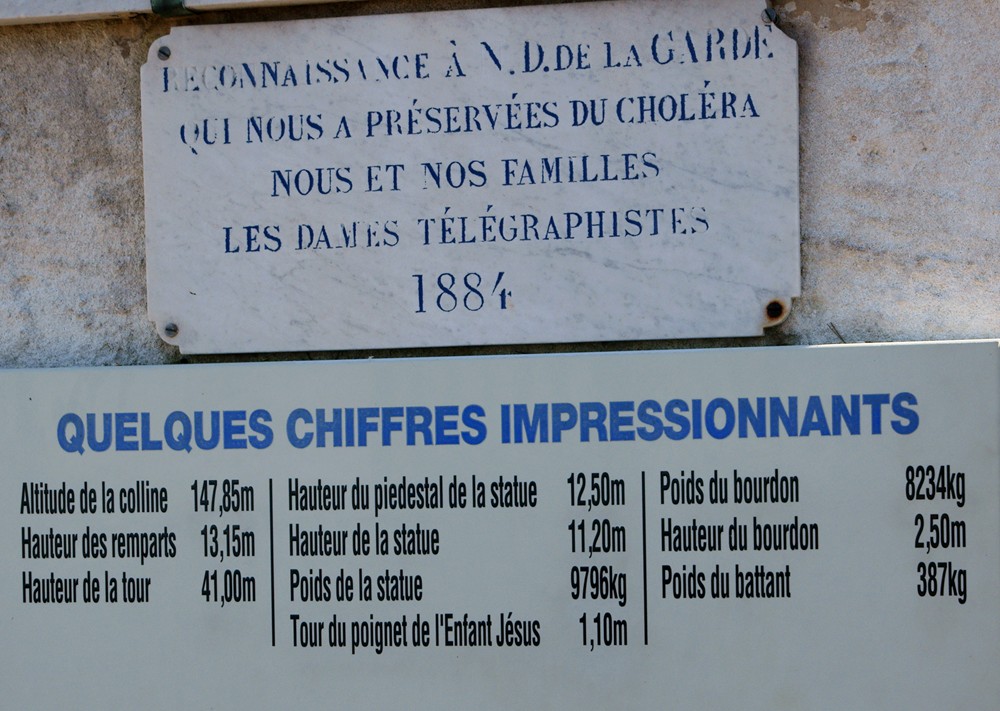 RECONNAISSANCE À N.D. DE LA GARDE
QUI NOUS A PRÉSERVÉES DU CHOLÉRA
NOUS ET NOS FAMILLES
LES DAMES TÉLÉGRAPHISTES
1884
QUELQUES CHIFFRES IMPRESSIONNANTS
Altitude de la colline 147,85m
Hauteur des remparts 13,15m
Hauteur de la tour 41,00m
Hauteur du piedestal de la statue 12,50m
Hauteur de la statue 11,20m
Poids de la statue 9796kg
Tour du poignet de l'Enfant Jésus 1,10m
Poids du bourdon 8234kg
Hauteur du bourdon 2,50m
Poids du battant 387kg